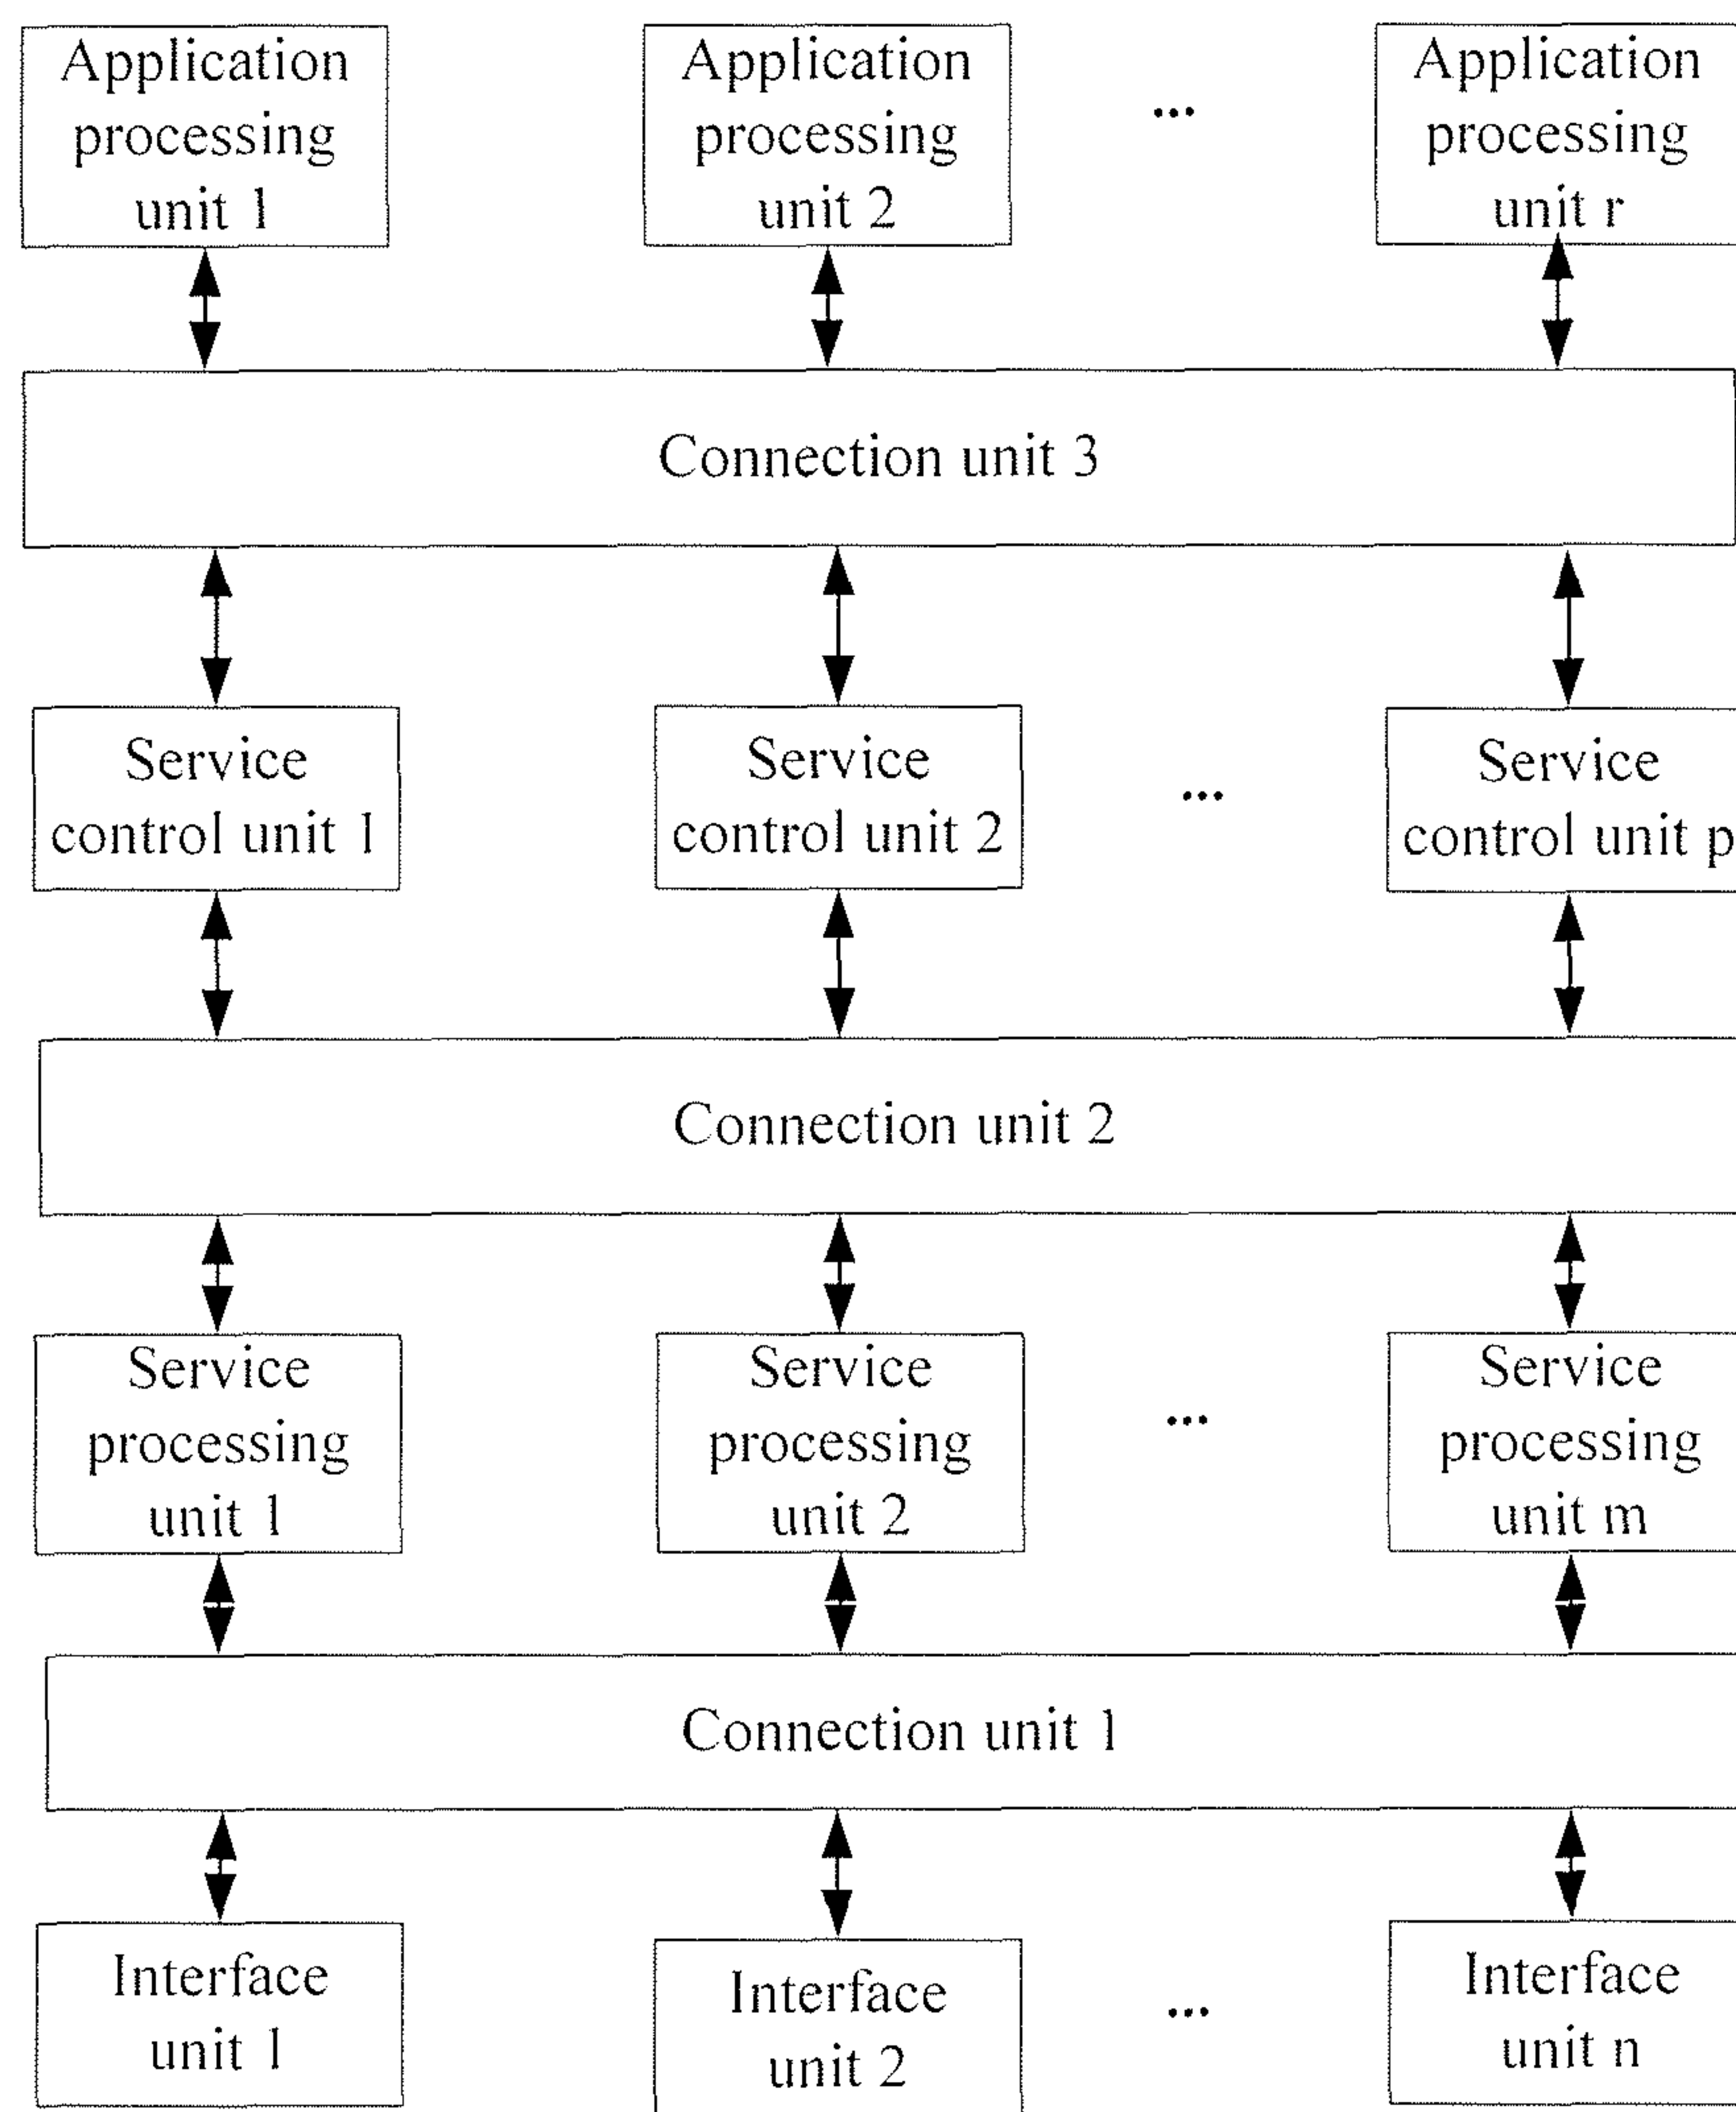 Application
processing
unit 1
Application
processing
unit 2
...
Application
processing
unit r
Connection unit 3
Service
control unit 1
Service
control unit 2
...
Service
control unit p
Connection unit 2
Service
processing
unit 1
Service
processing
unit 2
...
Service
processing
unit m
Connection unit 1
Interface
unit 1
Interface
unit 2
...
Interface
unit n